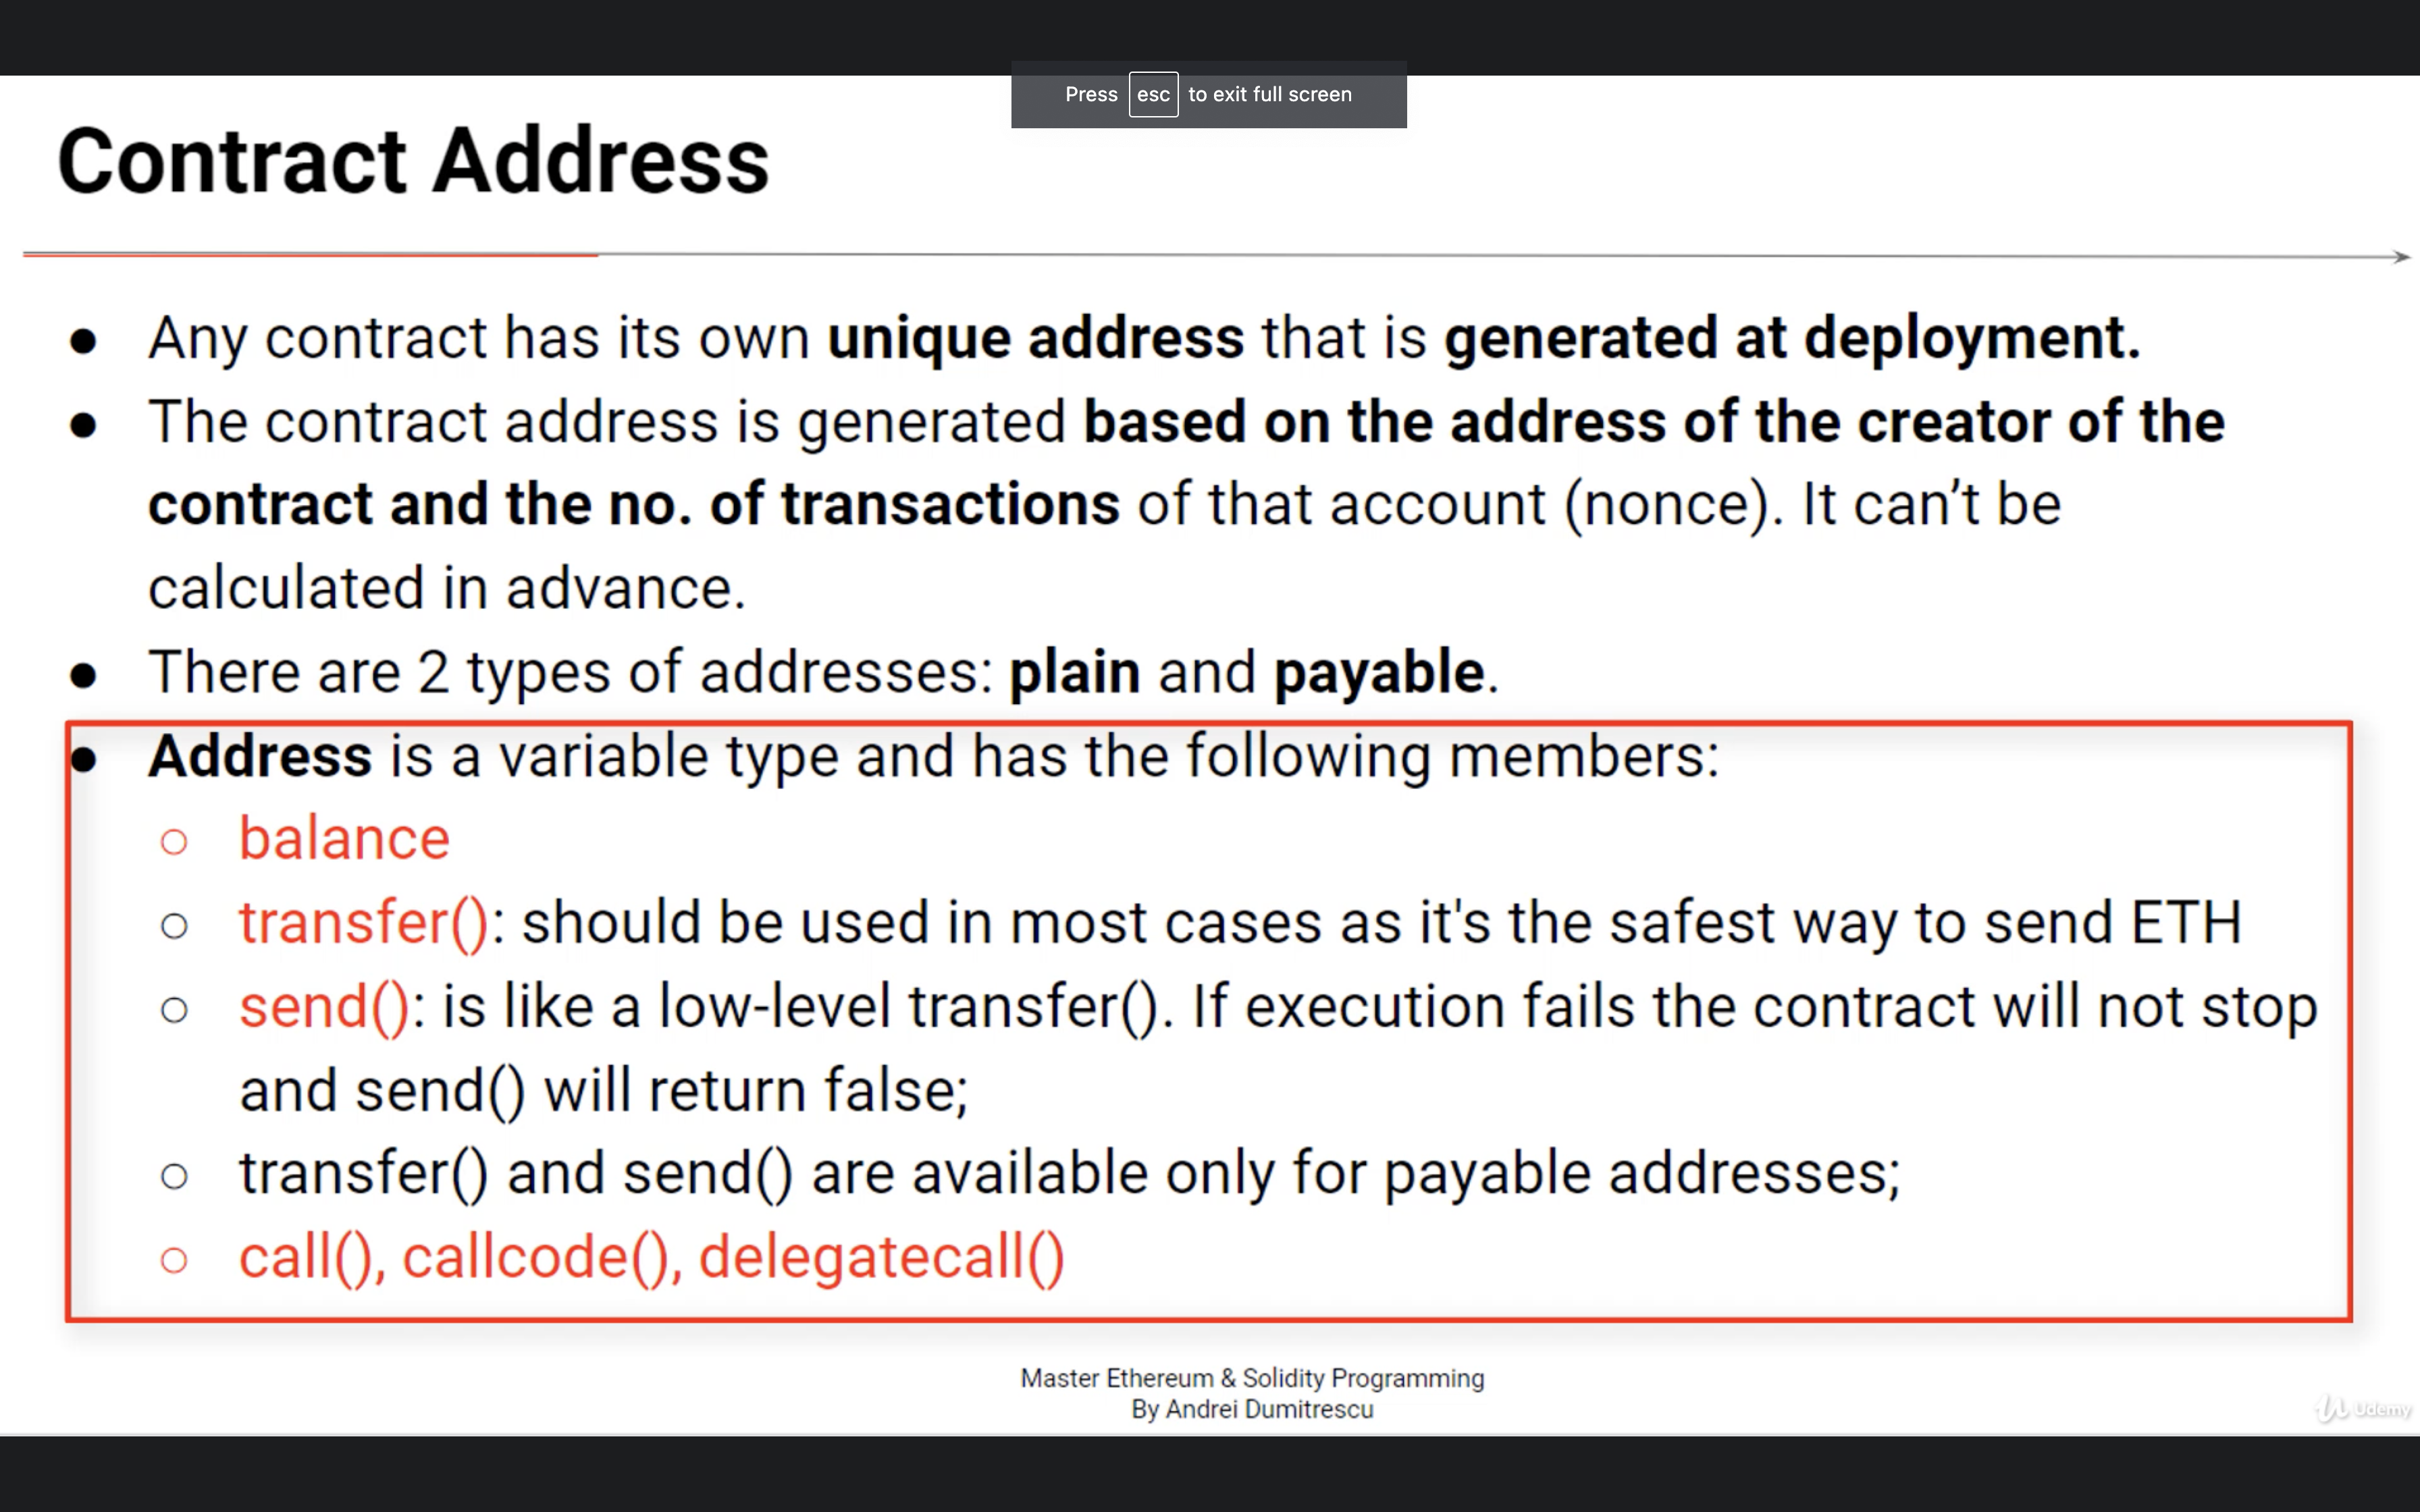 Press esc to exit full screen
Contract Address
● Any contract has its own unique address that is generated at deployment.
● The contract address is generated based on the address of the creator of the
contract and the no. of transactions of that account (nonce). It can’t be
calculated in advance.
● There are 2 types of addresses: plain and payable.
● Address is a variable type and has the following members:
○ balance
○ transfer(): should be used in most cases as it's the safest way to send ETH
○ send(): is like a low-level transfer(). If execution fails the contract will not stop
and send() will return false;
○ transfer() and send() are available only for payable addresses;
○ call(), callcode(), delegatecall()
Master Ethereum & Solidity Programming
By Andrei Dumitrescu
Udemy